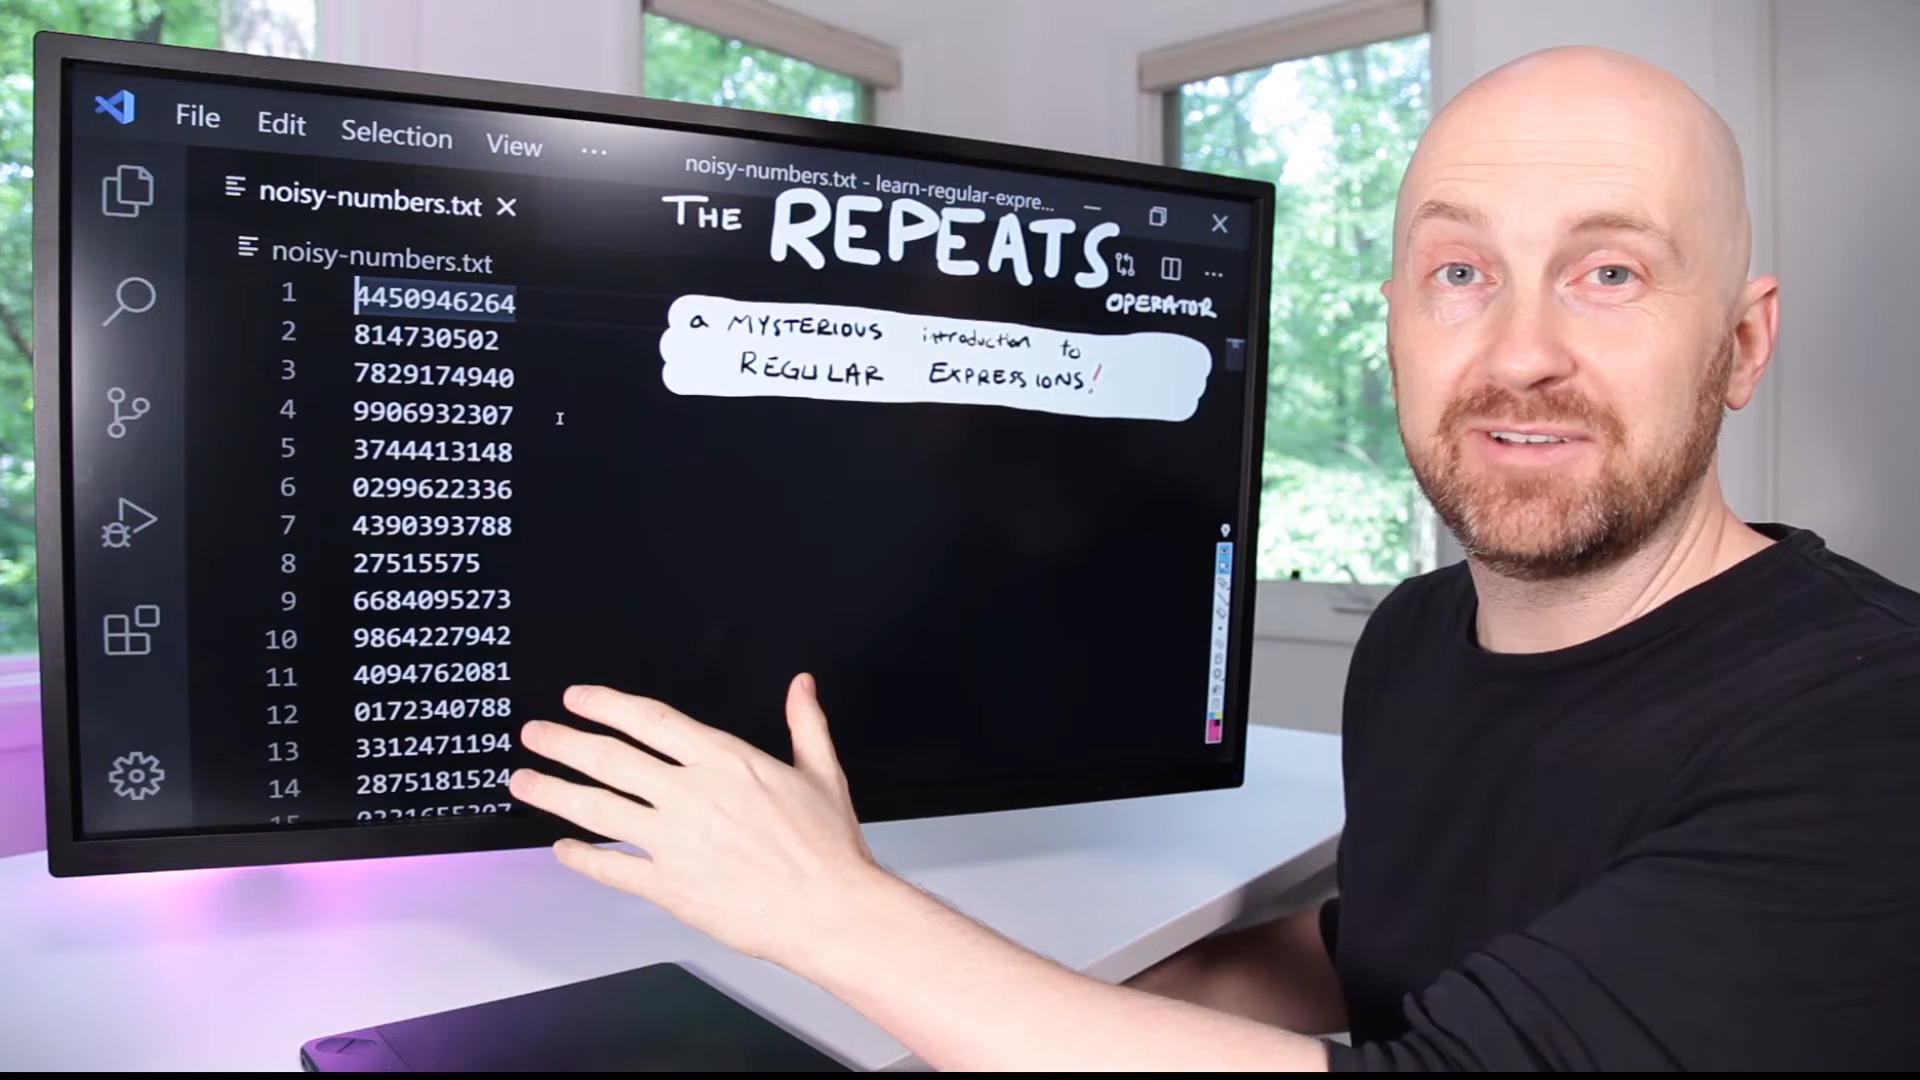 File Edit Selection View ...
noisy-numbers.txt - learn-regular-expre...
noisy-numbers.txt
THE REPEATS
OPERATOR
noisy-numbers.txt
a MYSTERIOUS introduction to
REGULAR EXPRESSIONS!
1 4450946264
2 814730502
3 7829174940
4 9906932307
5 3744413148
6 0299622336
7 4390393788
8 27515575
9 6684095273
10 9864227942
11 4094762081
12 0172340788
13 3312471194
14 2875181524
15